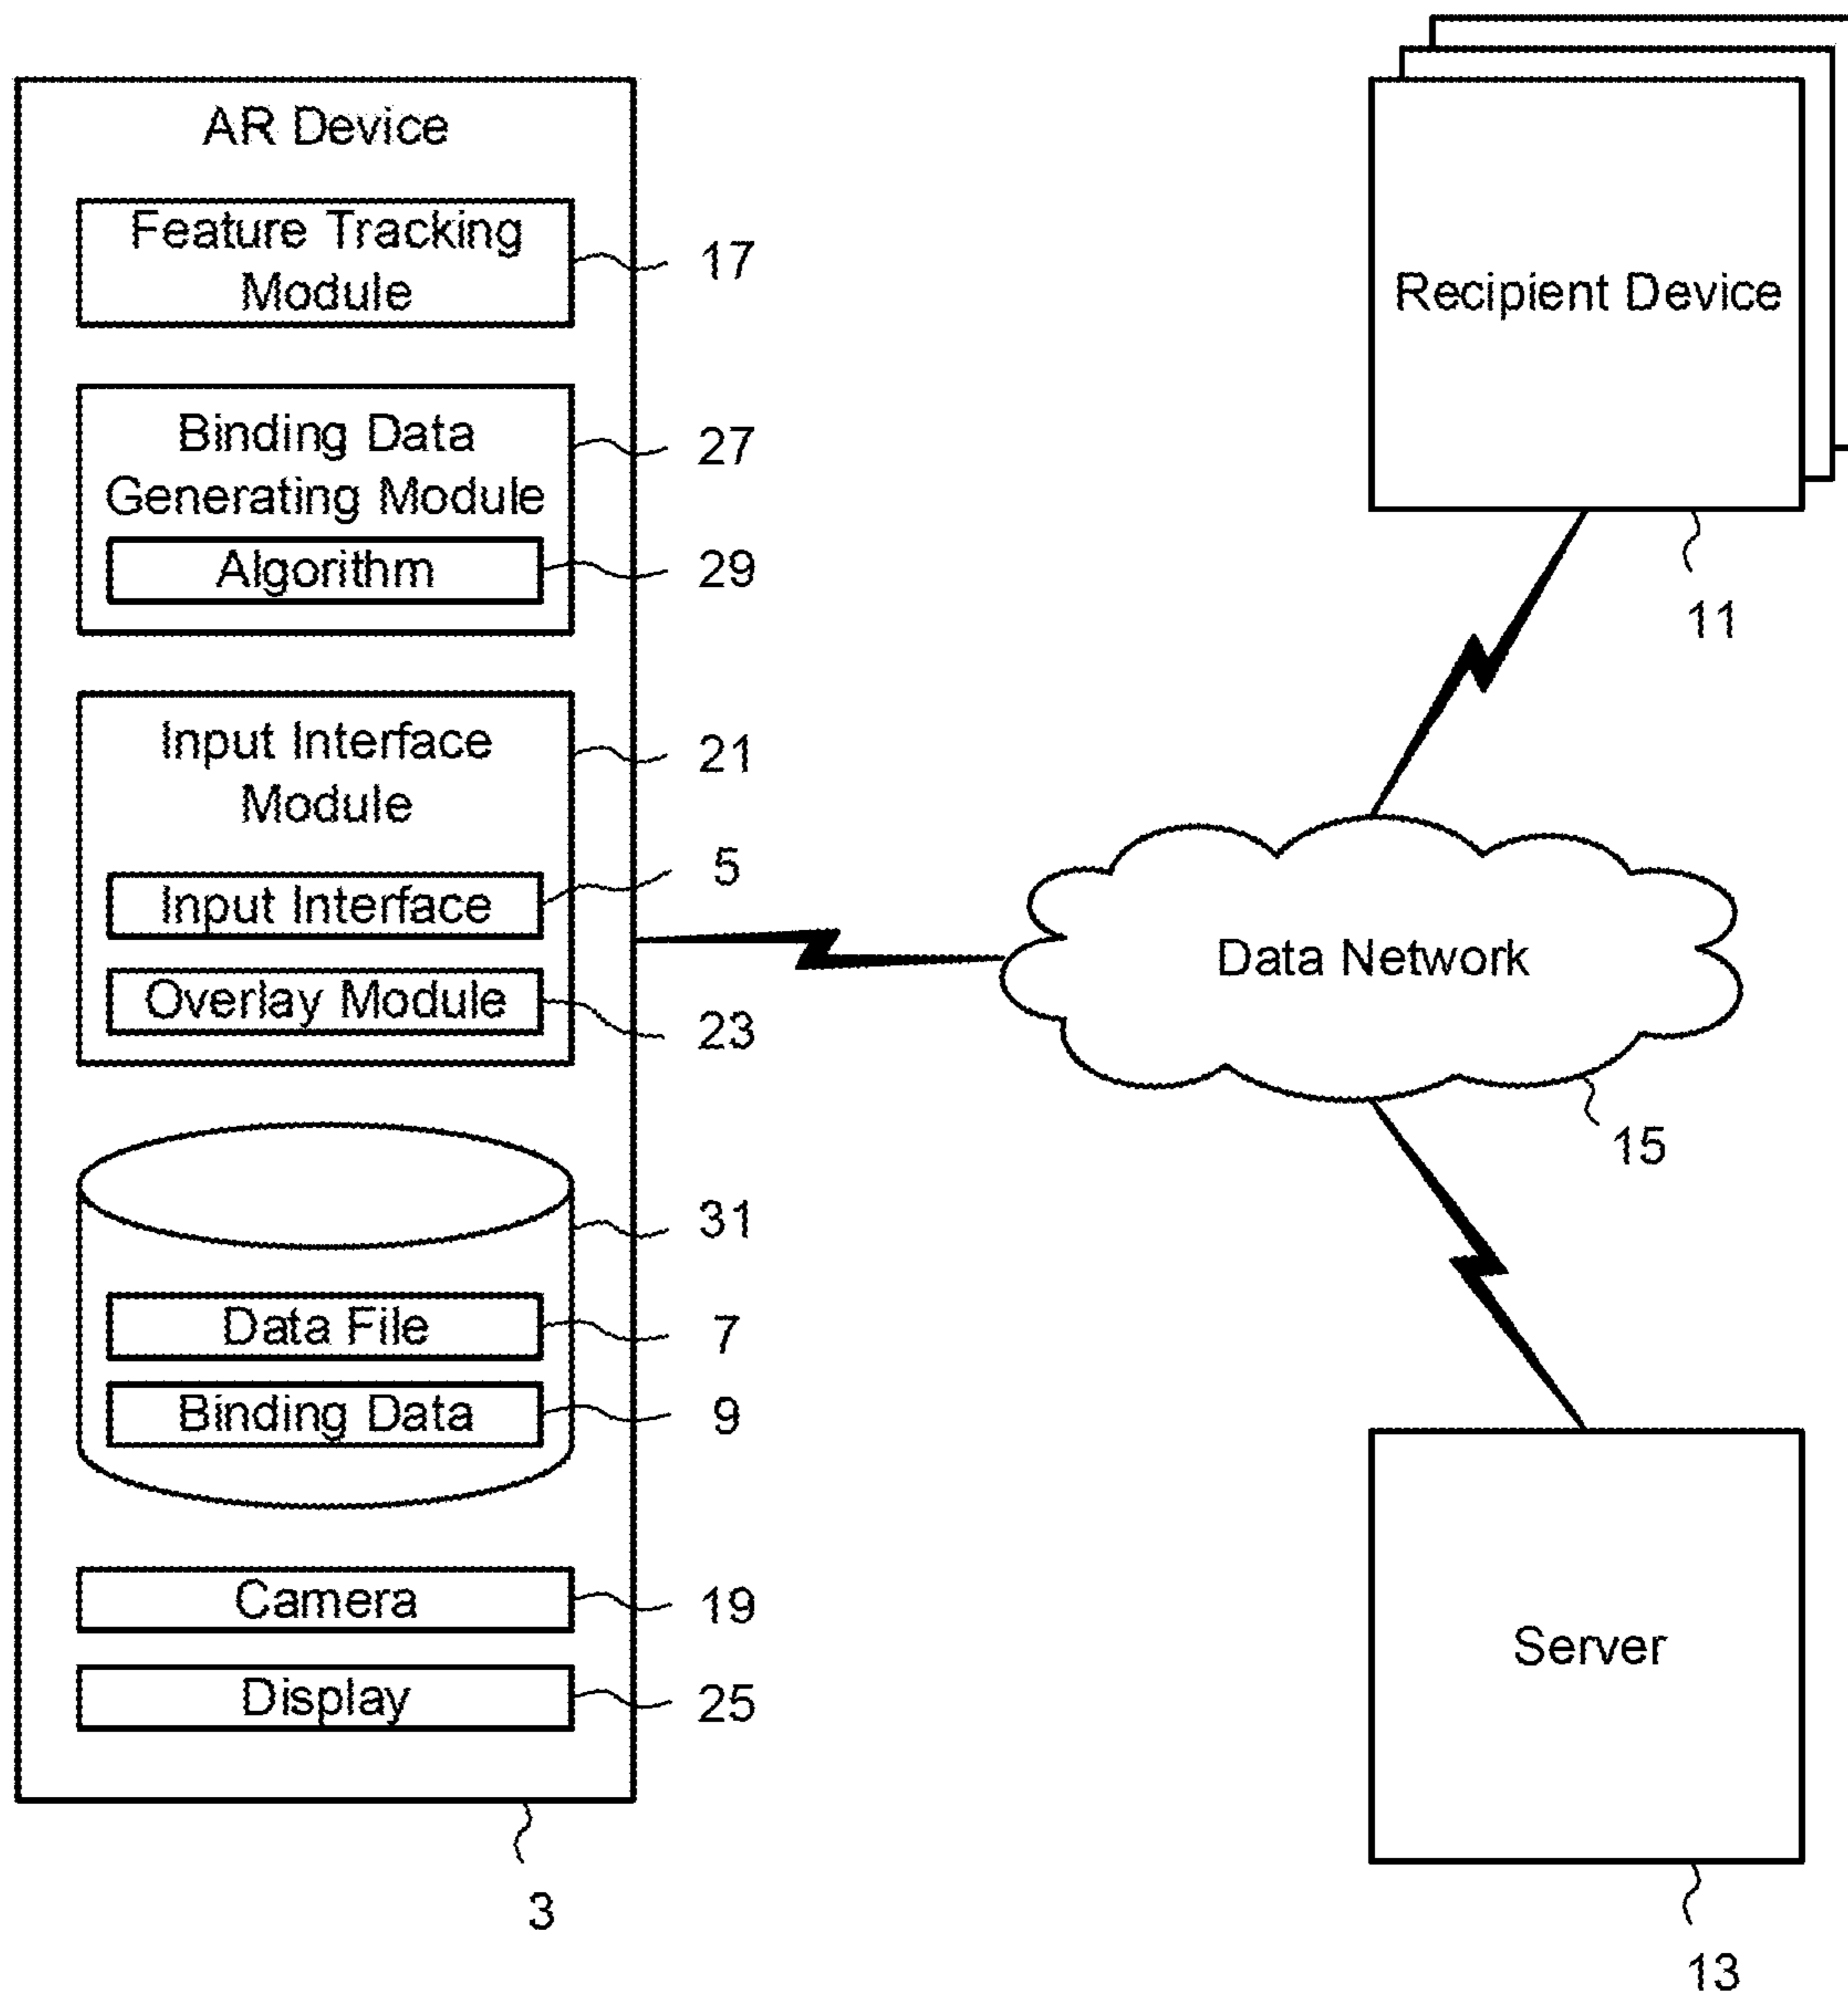 AR Device
Feature Tracking
Module
17
Binding Data
Generating Module
27
Algorithm
29
Input Interface
Module
21
Input Interface
5
Overlay Module
23
31
Data File
7
Binding Data
9
Camera
19
Display
25
3
Recipient Device
11
Data Network
15
Server
13